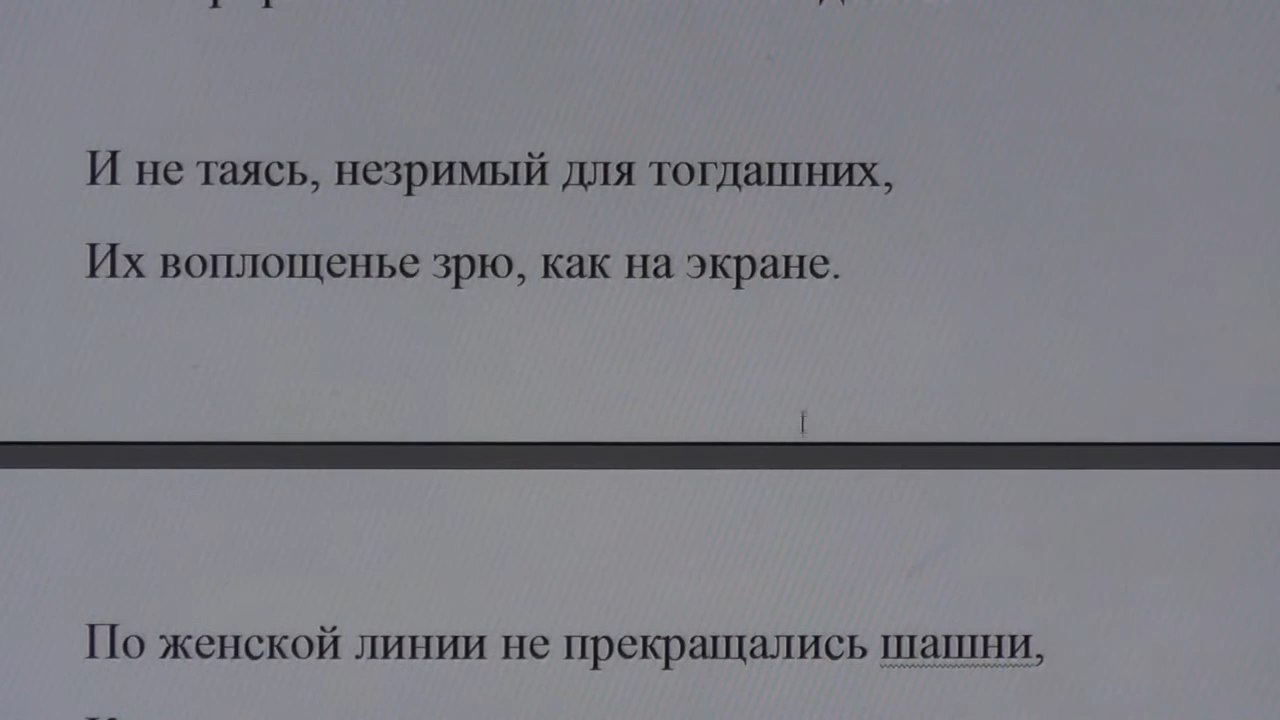 И не таясь, незримый для тогдашних,
Их воплощенье зрю, как на экране.
По женской линии не прекращались шашни,